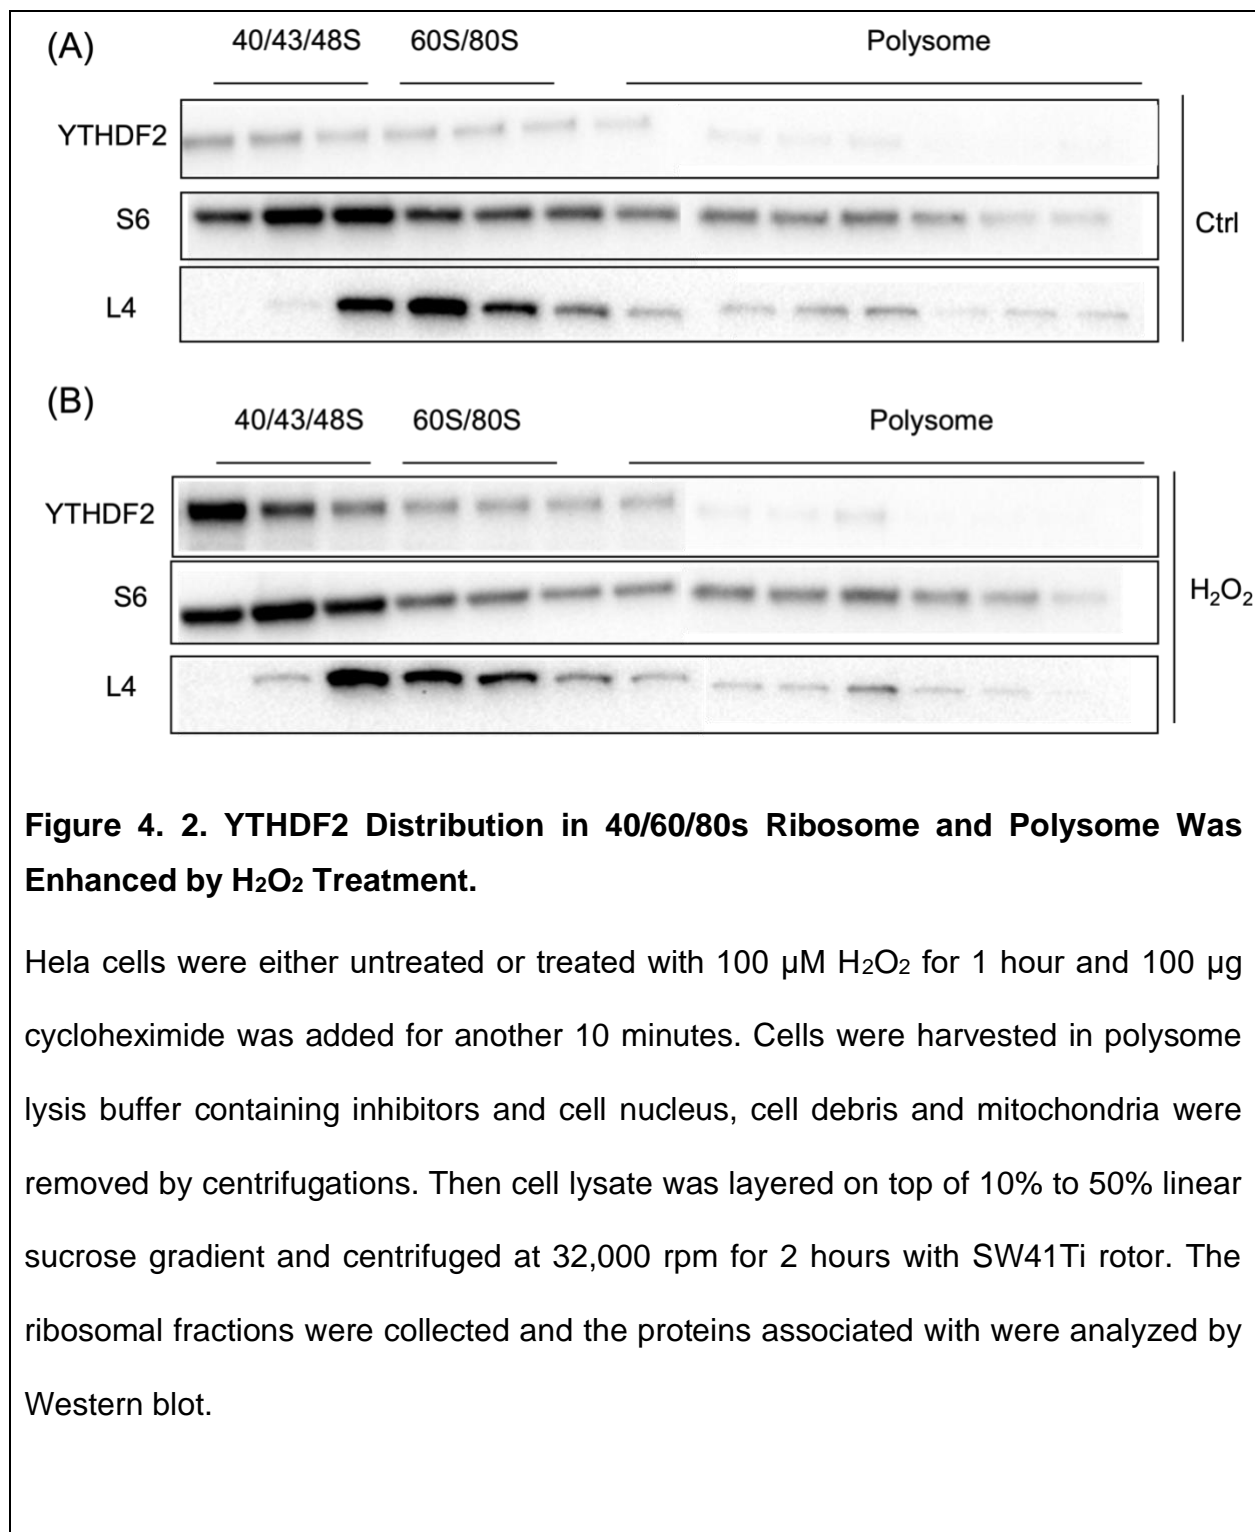 (A)
40/43/48S 60S/80S Polysome
YTHDF2
S6
L4
Ctrl
(B)
40/43/48S 60S/80S Polysome
YTHDF2
S6
L4
H₂O₂
Figure 4. 2. YTHDF2 Distribution in 40/60/80s Ribosome and Polysome Was
Enhanced by H₂O₂ Treatment.
Hela cells were either untreated or treated with 100 µM H₂O₂ for 1 hour and 100 µg
cycloheximide was added for another 10 minutes. Cells were harvested in polysome
lysis buffer containing inhibitors and cell nucleus, cell debris and mitochondria were
removed by centrifugations. Then cell lysate was layered on top of 10% to 50% linear
sucrose gradient and centrifuged at 32,000 rpm for 2 hours with SW41Ti rotor. The
ribosomal fractions were collected and the proteins associated with were analyzed by
Western blot.